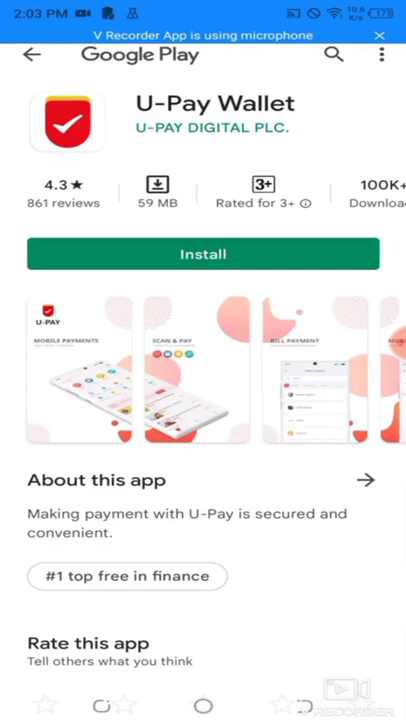 2:03 PM
10.6
K/s
V Recorder App is using microphone
Google Play
U-Pay Wallet
U-PAY DIGITAL PLC.
4.3★
861 reviews
59 MB
3+
Rated for 3+
100K+
Downloa
Install
U-PAY
MOBILE PAYMENTS
SCAN & PAY
BILL PAYMENT
About this app
Making payment with U-Pay is secured and
convenient.
#1 top free in finance
Rate this app
Tell others what you think
V RECORDER